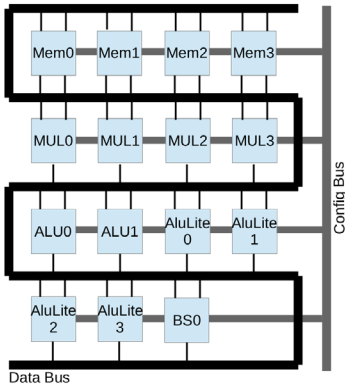 Mem0 Mem1 Mem2 Mem3
MUL0 MUL1 MUL2 MUL3
ALU0 ALU1 AluLite AluLite
0 1
AluLite AluLite BS0
2 3
Data Bus
Config Bus